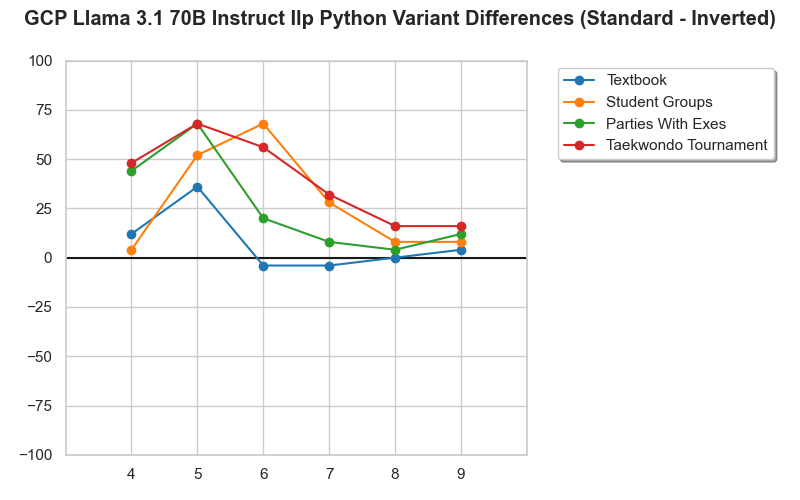 GCP Llama 3.1 70B Instruct Ilp Python Variant Differences (Standard - Inverted)
100
75
50
25
0
−25
−50
−75
−100
4 5 6 7 8 9
Textbook
Student Groups
Parties With Exes
Taekwondo Tournament